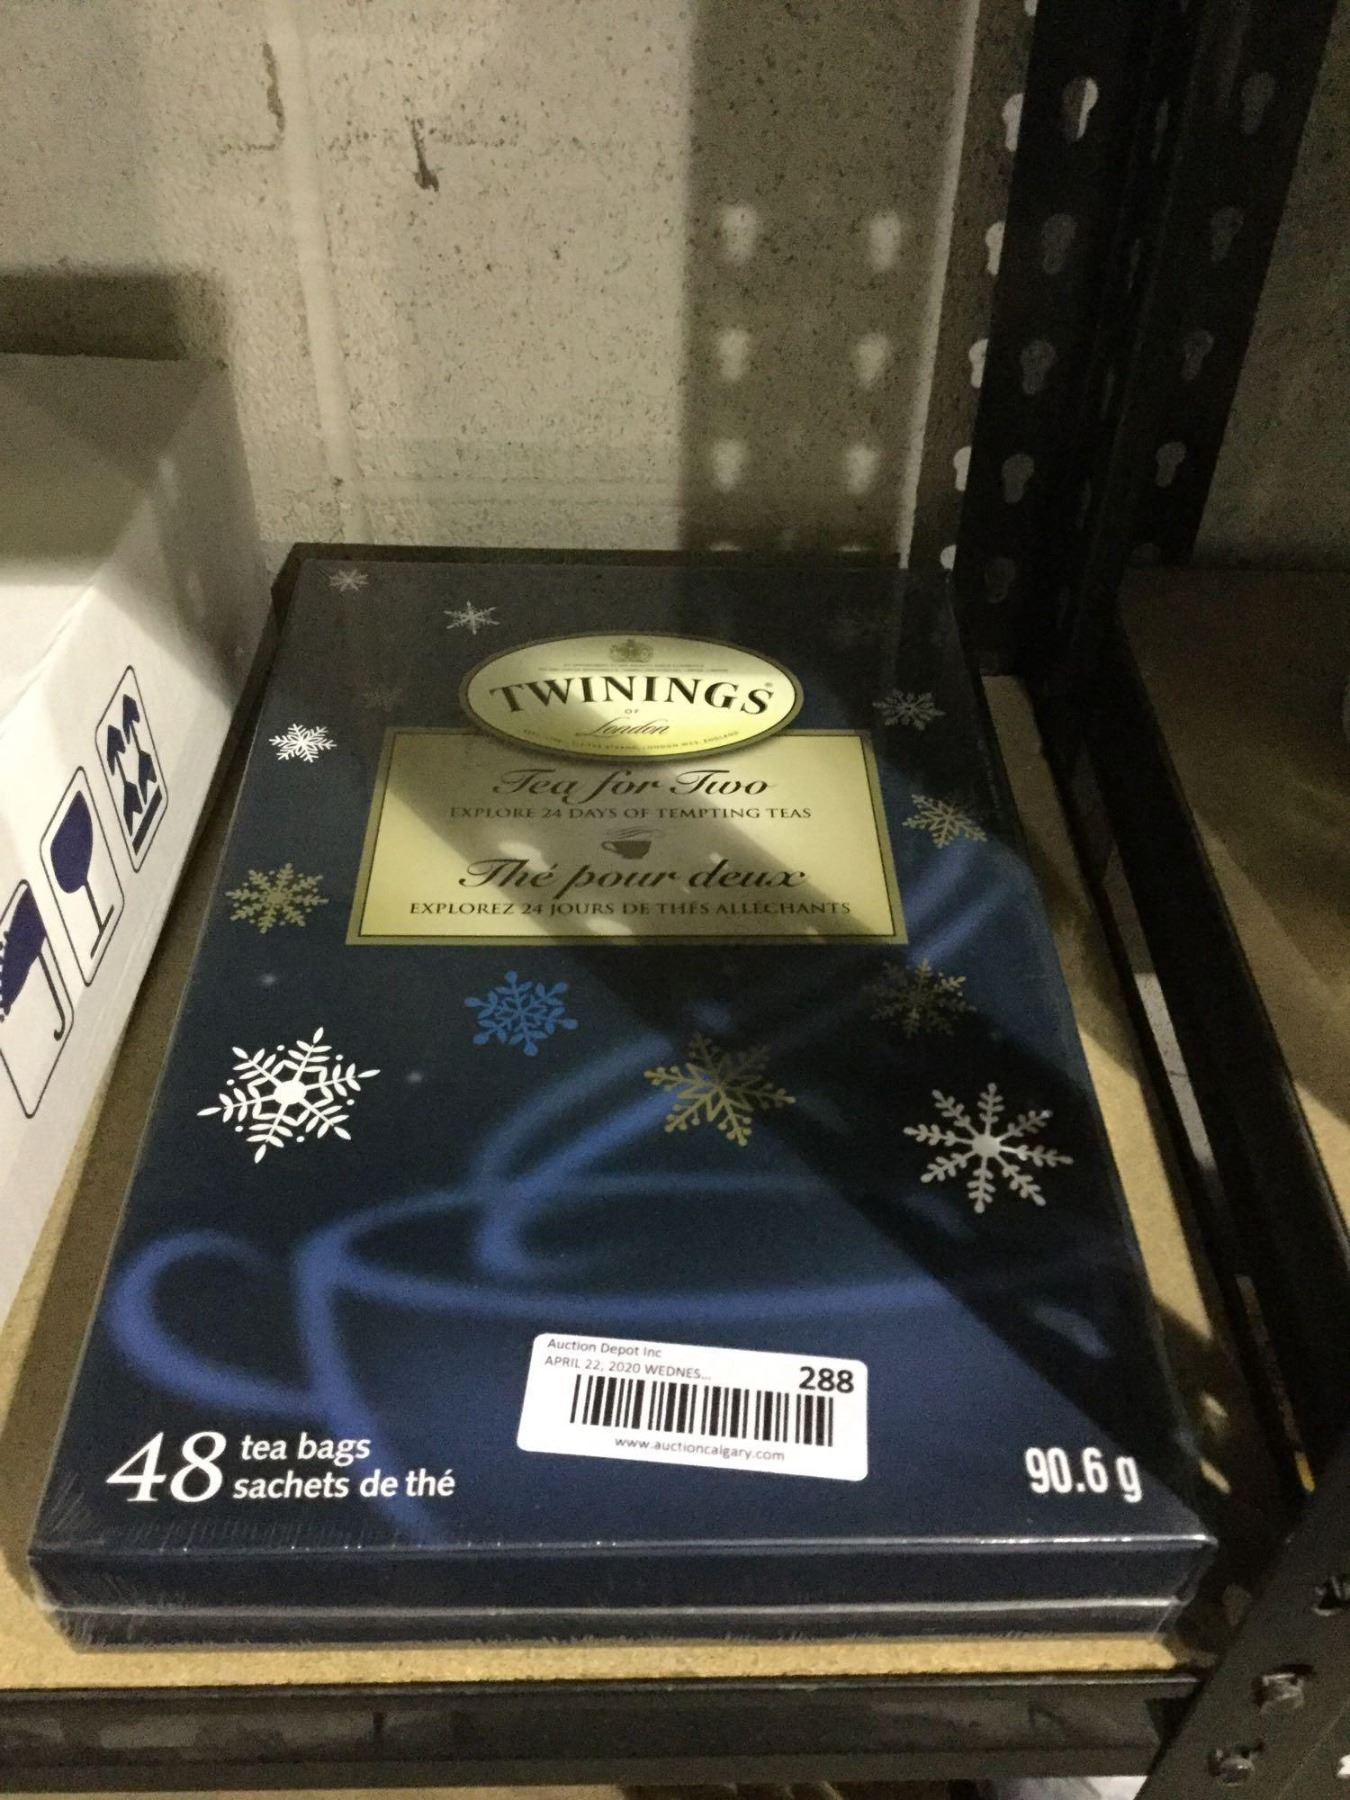 TWININGS
OF
London
Tea for Two
EXPLORE 24 DAYS OF TEMPTING TEAS
Thé pour deux
EXPLOREZ 24 JOURS DE THÉS ALLÉCHANTS
Auction Depot Inc
APRIL 22, 2020 WEDNES...
288
www.auctioncalgary.com
48 tea bags
sachets de thé
90.6 g